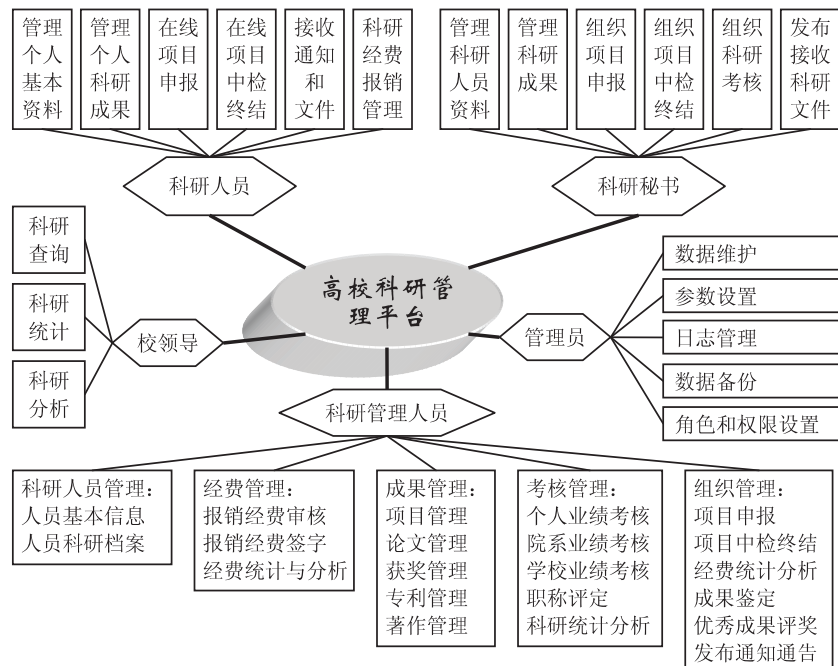 管理
个人
基本
资料
管理
个人
科研
成果
在线
项目
申报
在线
项目
中检
终结
接收
通知
和
文件
科研
经费
报销
管理
管理
科研
人员
资料
管理
科研
成果
组织
项目
申报
组织
项目
中检
终结
组织
科研
考核
发布
接收
科研
文件
科研人员
科研秘书
科研
查询
科研
统计
科研
分析
校领导
高校科研管
理平台
管理员
数据维护
参数设置
日志管理
数据备份
角色和权限设置
科研管理人员
科研人员管理：
人员基本信息
人员科研档案
经费管理：
报销经费审核
报销经费签字
经费统计与分析
成果管理：
项目管理
论文管理
获奖管理
专利管理
著作管理
考核管理：
个人业绩考核
院系业绩考核
学校业绩考核
职称评定
科研统计分析
组织管理：
项目申报
项目中检终结
经费统计分析
成果鉴定
优秀成果评奖
发布通知通告